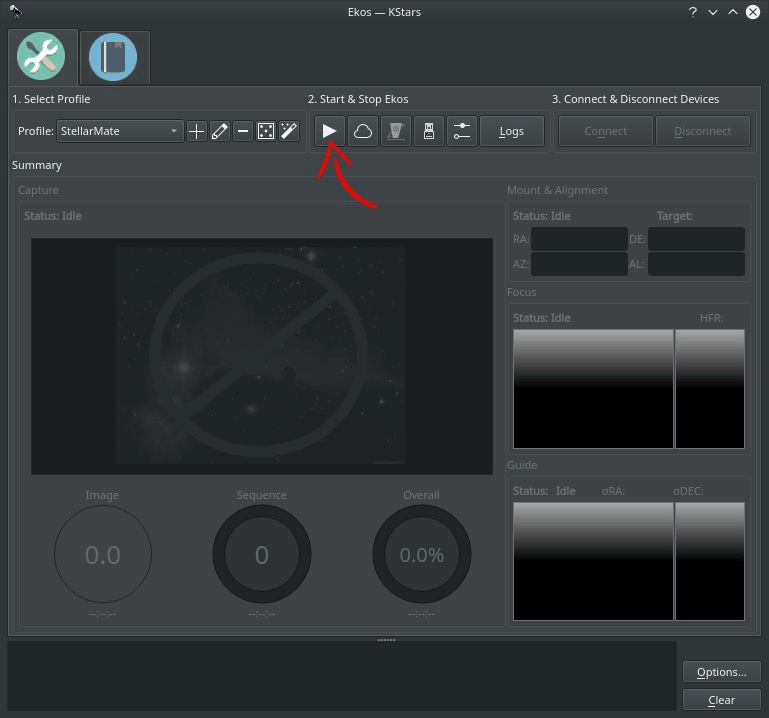 Ekos — KStars
1. Select Profile
2. Start & Stop Ekos
3. Connect & Disconnect Devices
Profile: StellarMate
Logs
Connect
Disconnect
Summary
Capture
Status: Idle
Mount & Alignment
Status: Idle Target:
RA: DE:
AZ: AL:
Focus
Status: Idle HFR:
Guide
Status: Idle σRA: σDEC:
Image
Sequence
Overall
0.0
0
0.0%
--:--:--
--:--:--
--:--:--
Options...
Clear